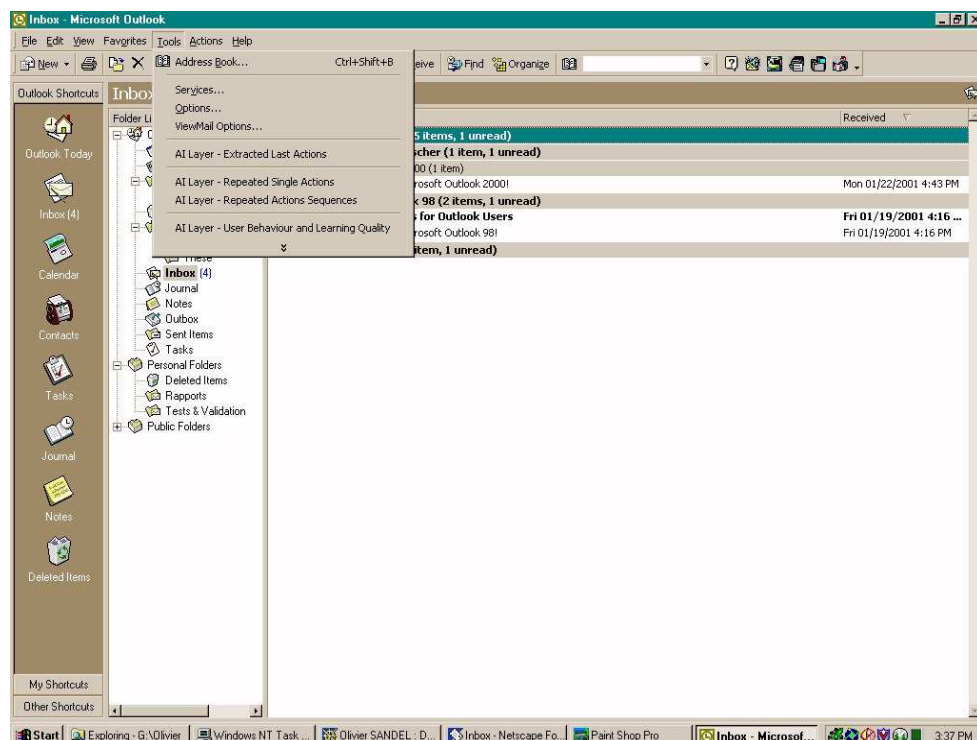 Inbox - Microsoft Outlook
File Edit View Favorites Tools Actions Help
New
eive Find Organize
Address Book... Ctrl+Shift+B
Services...
Options...
ViewMail Options...
AI Layer - Extracted Last Actions
AI Layer - Repeated Single Actions
AI Layer - Repeated Actions Sequences
AI Layer - User Behaviour and Learning Quality
Outlook Shortcuts
Outlook Today
Inbox (4)
Calendar
Contacts
Tasks
Journal
Notes
Deleted Items
My Shortcuts
Other Shortcuts
Inbo
Folder Li
These
Inbox (4)
Journal
Notes
Outbox
Sent Items
Tasks
Personal Folders
Deleted Items
Rapports
Tests & Validation
Public Folders
Received
5 items, 1 unread)
cher (1 item, 1 unread)
00 (1 item)
rosoft Outlook 2000! Mon 01/22/2001 4:43 PM
98 (2 items, 1 unread)
for Outlook Users Fri 01/19/2001 4:16 ...
rosoft Outlook 98! Fri 01/19/2001 4:16 PM
item, 1 unread)
Start Exploring - G:\Olivier Windows NT Task ... Olivier SANDEL : D... Inbox - Netscape Fo... Paint Shop Pro Inbox - Microsof... 3:37 PM